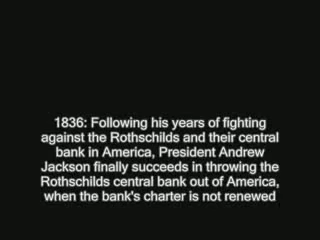 1836: Following his years of fighting
against the Rothschilds and their central
bank in America, President Andrew
Jackson finally succeeds in throwing the
Rothschilds central bank out of America,
when the bank's charter is not renewed